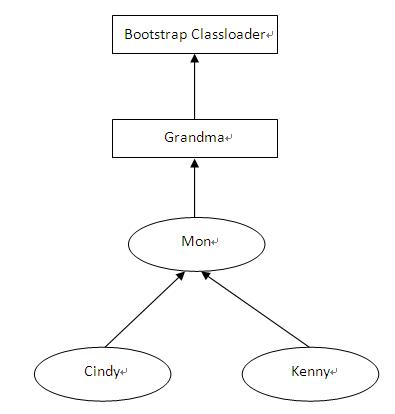 Bootstrap Classloader↵
Grandma↵
Mon↵
Cindy↵
Kenny↵